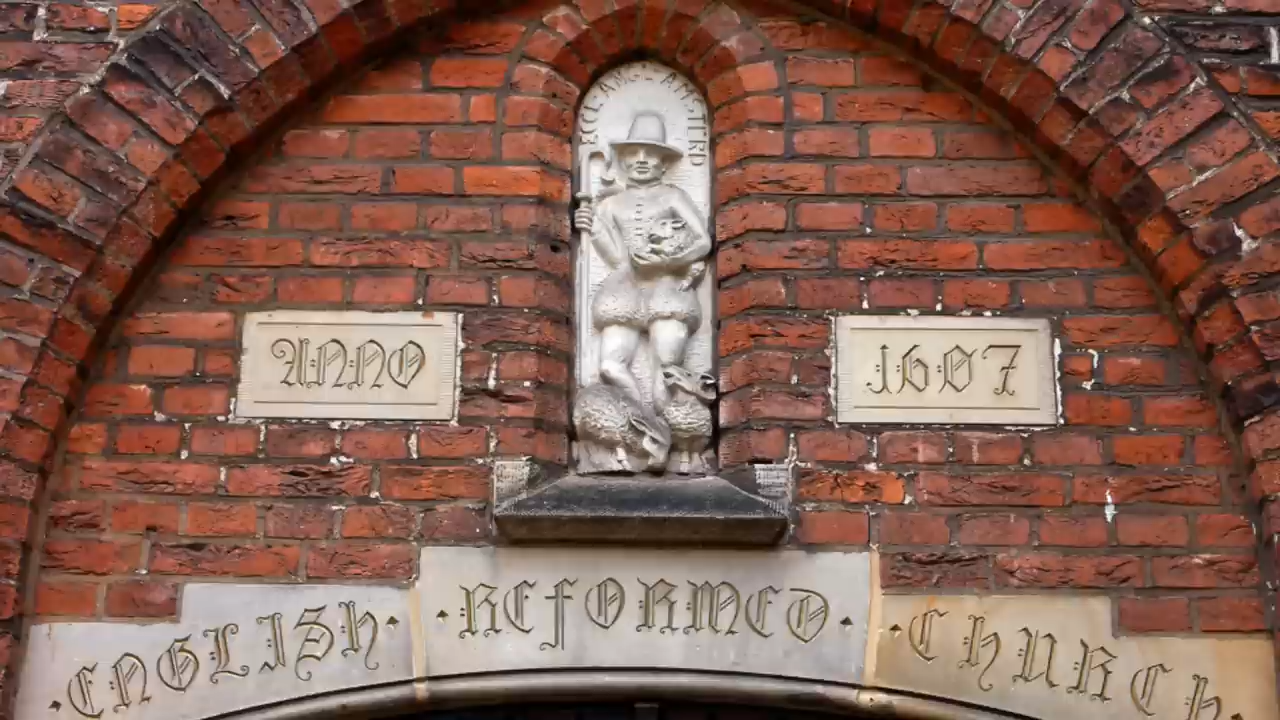 ECCL. ANGL. AMSTERD
ANNO
1607
·ENGLISH· ·REFORMED· ·CHURCH·